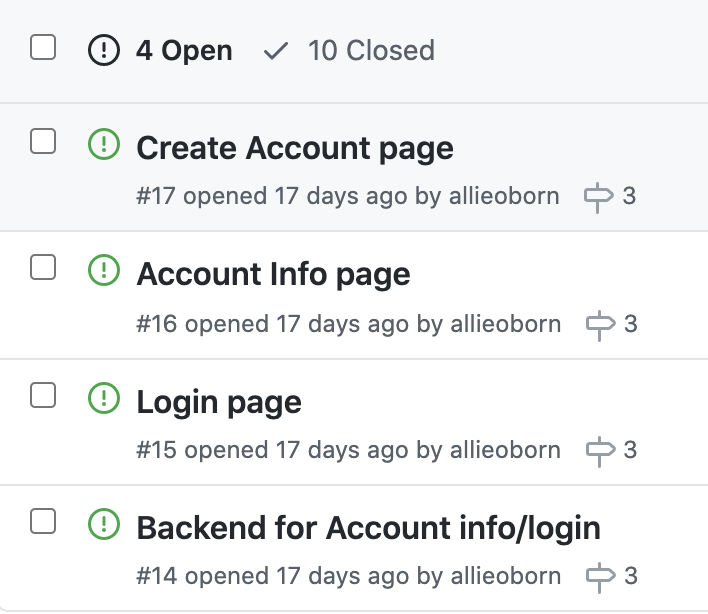 4 Open 10 Closed
Create Account page
#17 opened 17 days ago by allieoborn 3
Account Info page
#16 opened 17 days ago by allieoborn 3
Login page
#15 opened 17 days ago by allieoborn 3
Backend for Account info/login
#14 opened 17 days ago by allieoborn 3